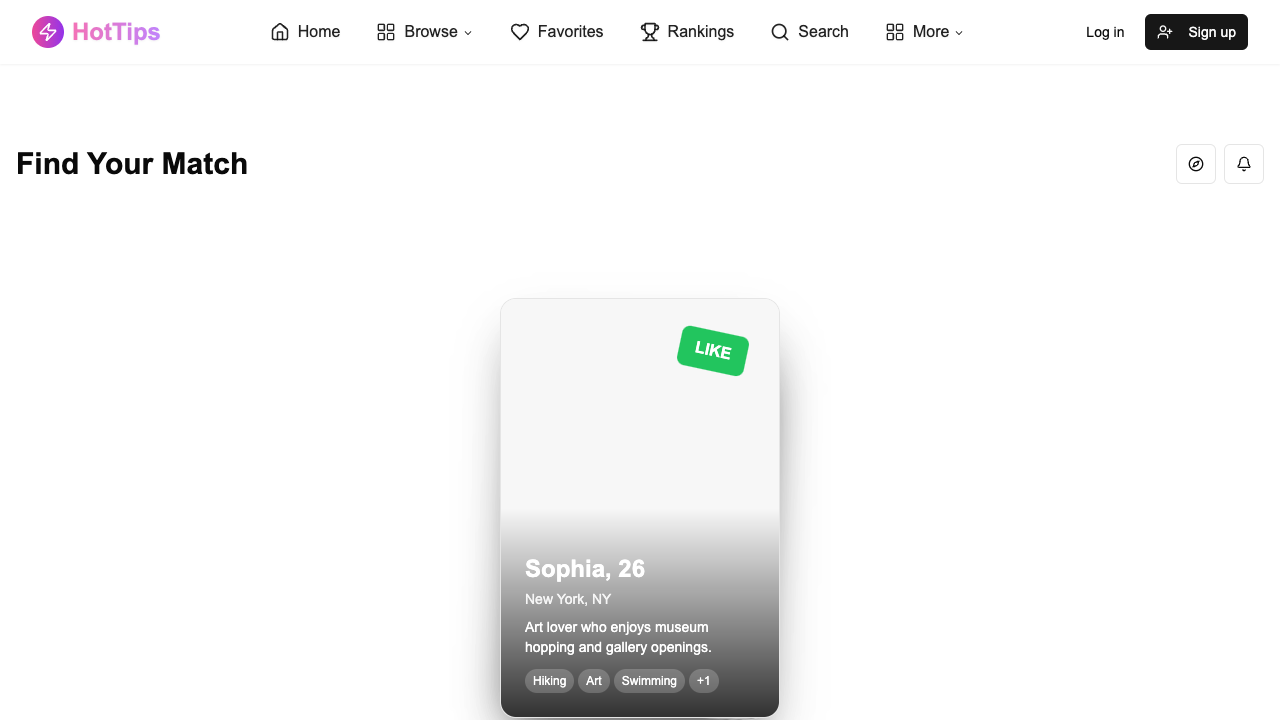 HotTips
Home
Browse
Favorites
Rankings
Search
More
Log in
Sign up
Find Your Match
LIKE
Sophia, 26
New York, NY
Art lover who enjoys museum
hopping and gallery openings.
Hiking
Art
Swimming
+1